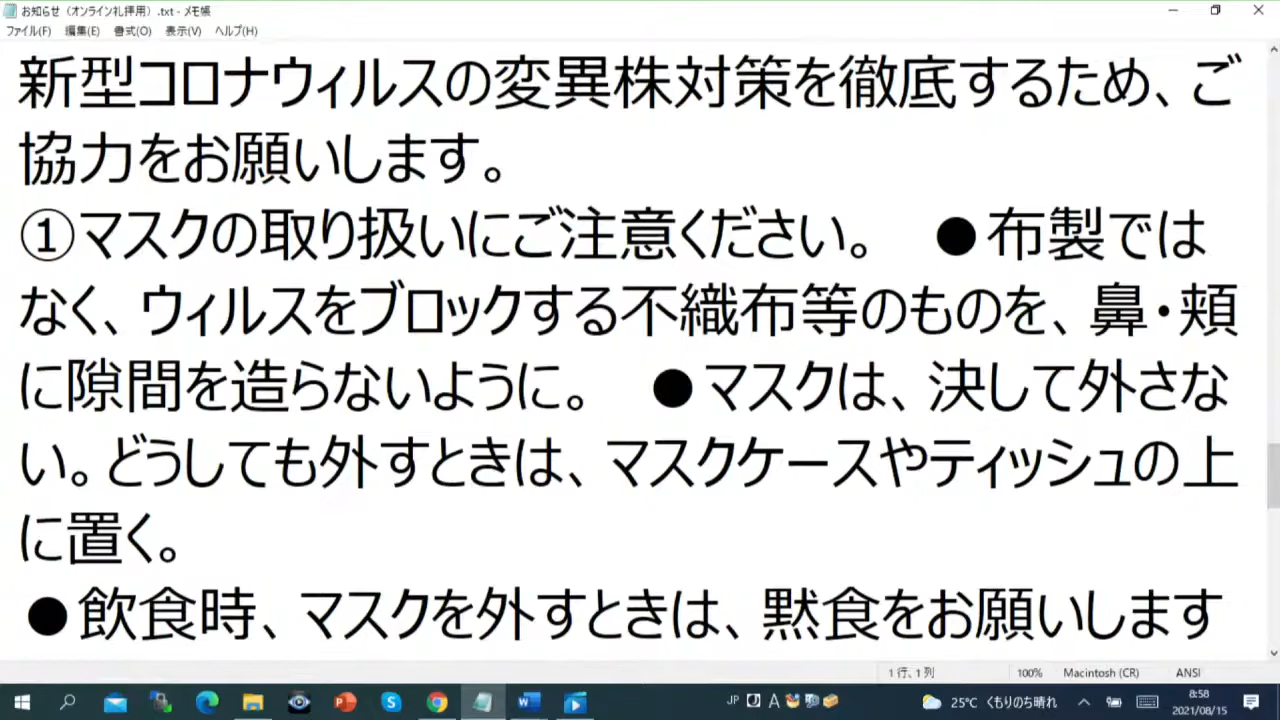 お知らせ（オンライン礼拝用）.txt - メモ帳
ファイル(F) 編集(E) 書式(O) 表示(V) ヘルプ(H)
新型コロナウィルスの変異株対策を徹底するため、ご
協力をお願いします。
①マスクの取り扱いにご注意ください。　●布製では
なく、ウィルスをブロックする不織布等のものを、鼻・頬
に隙間を造らないように。　●マスクは、決して外さな
い。どうしても外すときは、マスクケースやティッシュの上
に置く。
●飲食時、マスクを外すときは、黙食をお願いします
1 行、1 列 100% Macintosh (CR) ANSI
JP A 25°C くもりのち晴れ 8:58
2021/08/15